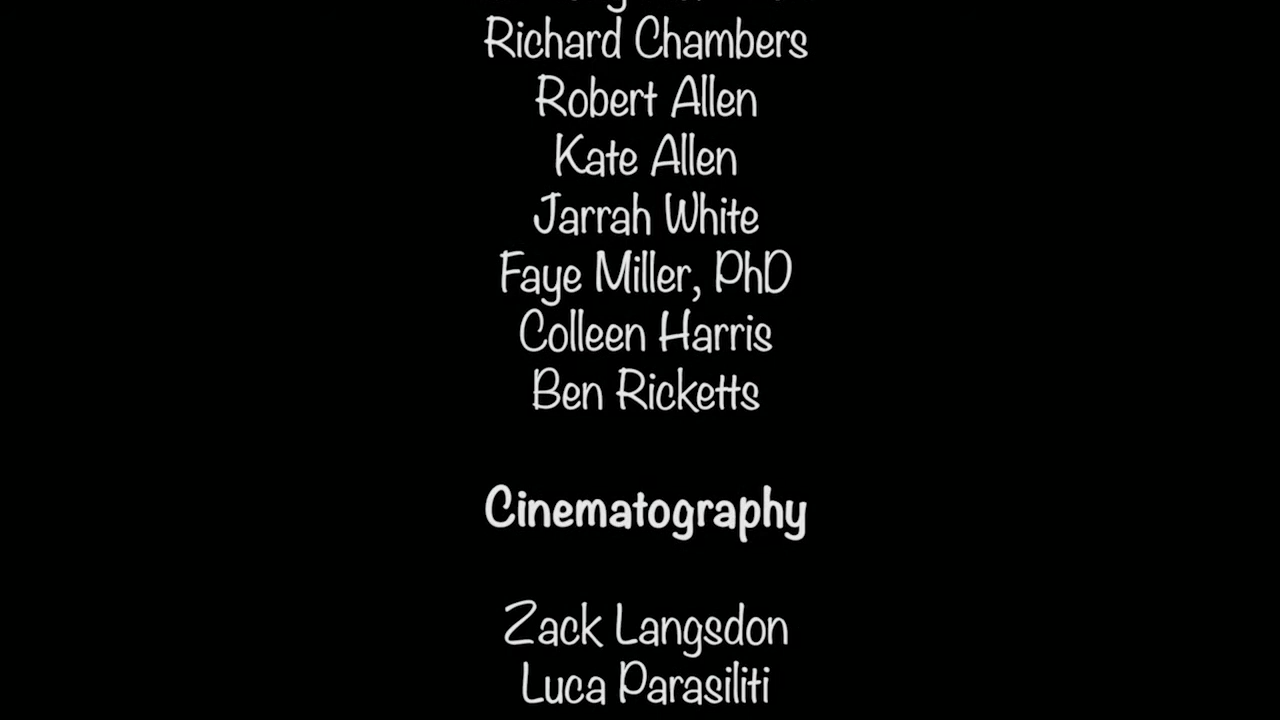 Richard Chambers
Robert Allen
Kate Allen
Jarrah White
Faye Miller, PhD
Colleen Harris
Ben Ricketts
Cinematography
Zack Langsdon
Luca Parasiliti